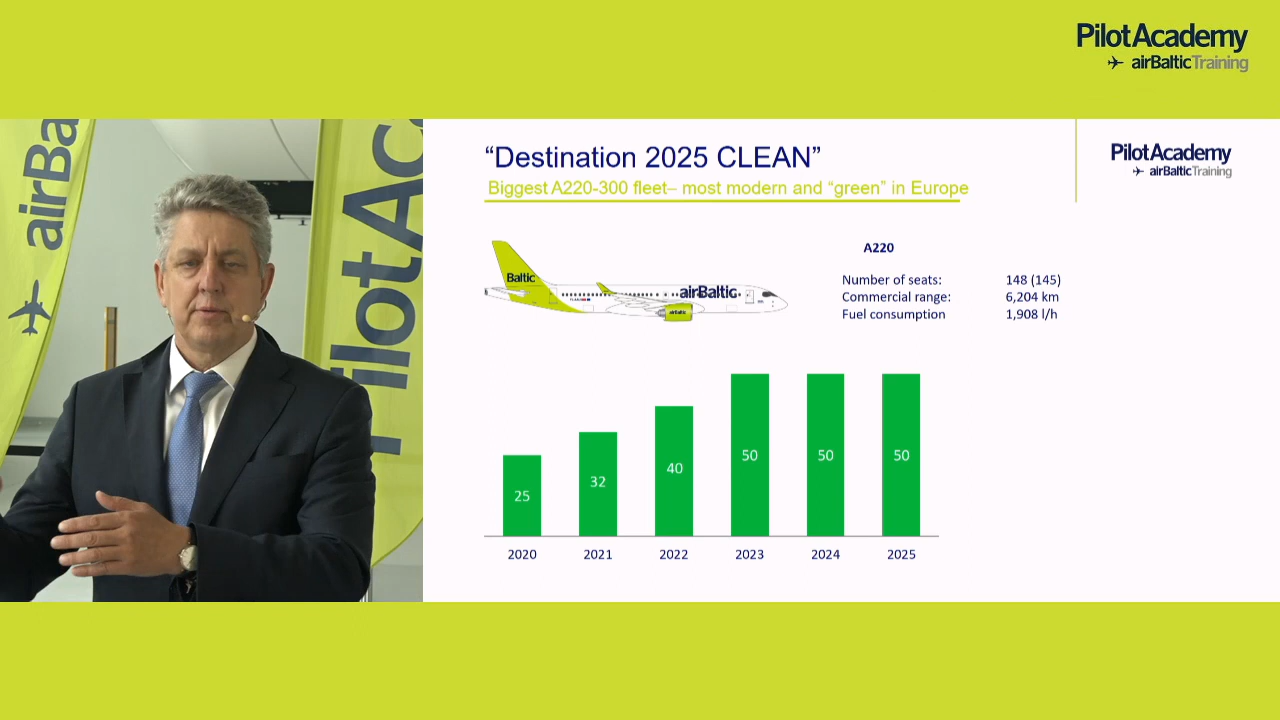 PilotAcademy
airBalticTraining
airBa
PilotAc
“Destination 2025 CLEAN”
Biggest A220-300 fleet– most modern and “green” in Europe
PilotAcademy
airBalticTraining
Baltic
airBaltic
airBaltic
A220
Number of seats: 148 (145)
Commercial range: 6,204 km
Fuel consumption 1,908 l/h
25
32
40
50
50
50
2020
2021
2022
2023
2024
2025